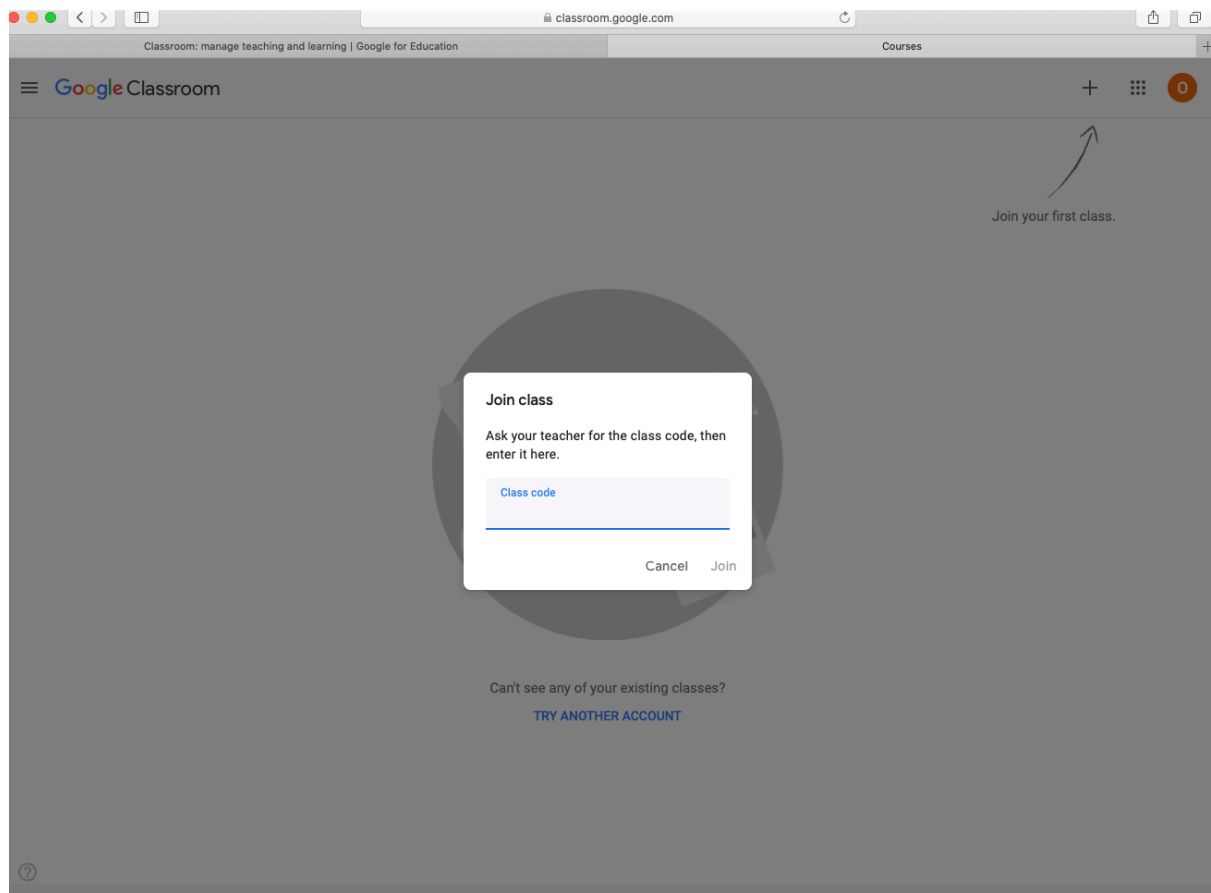 classroom.google.com
Classroom: manage teaching and learning | Google for Education
Courses
Google Classroom
O
Join your first class.
Join class
Ask your teacher for the class code, then
enter it here.
Class code
Cancel Join
Can't see any of your existing classes?
TRY ANOTHER ACCOUNT